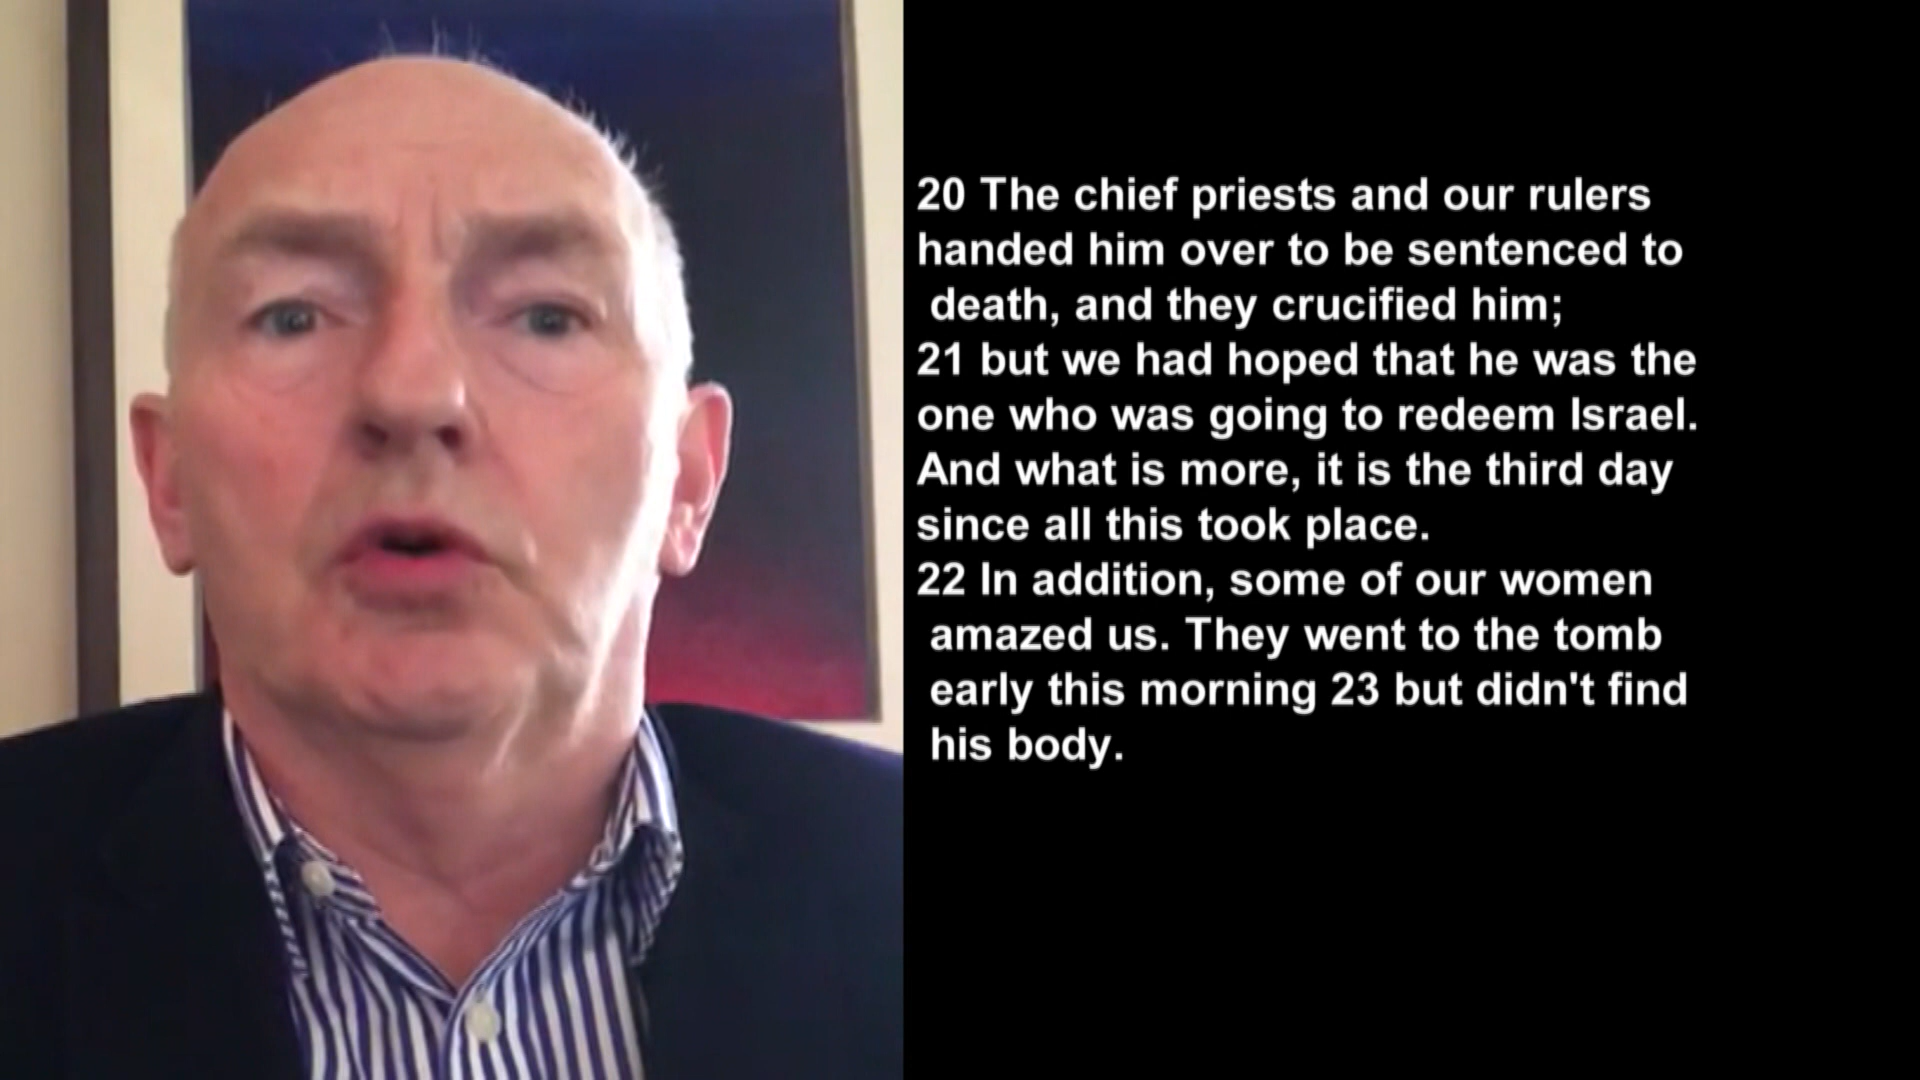 20 The chief priests and our rulers
handed him over to be sentenced to
death, and they crucified him;
21 but we had hoped that he was the
one who was going to redeem Israel.
And what is more, it is the third day
since all this took place.
22 In addition, some of our women
amazed us. They went to the tomb
early this morning 23 but didn't find
his body.